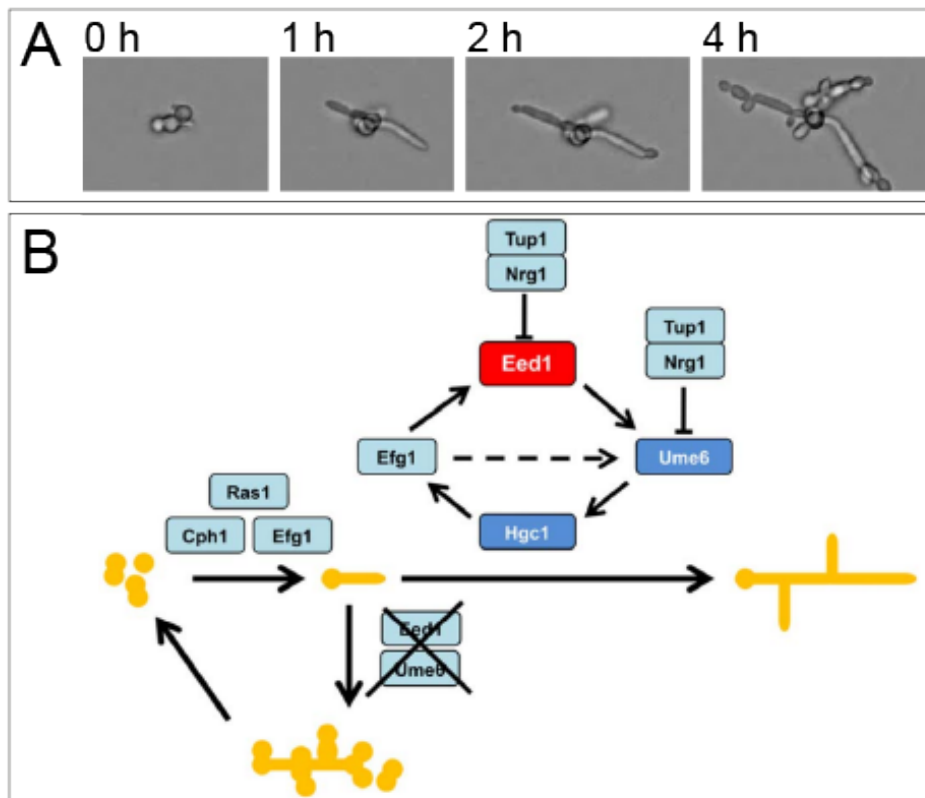 A
0 h
1 h
2 h
4 h
B
Tup1
Nrg1
Eed1
Tup1
Nrg1
Efg1
Ume6
Hgc1
Ras1
Cph1
Efg1
Eed1
Ume6